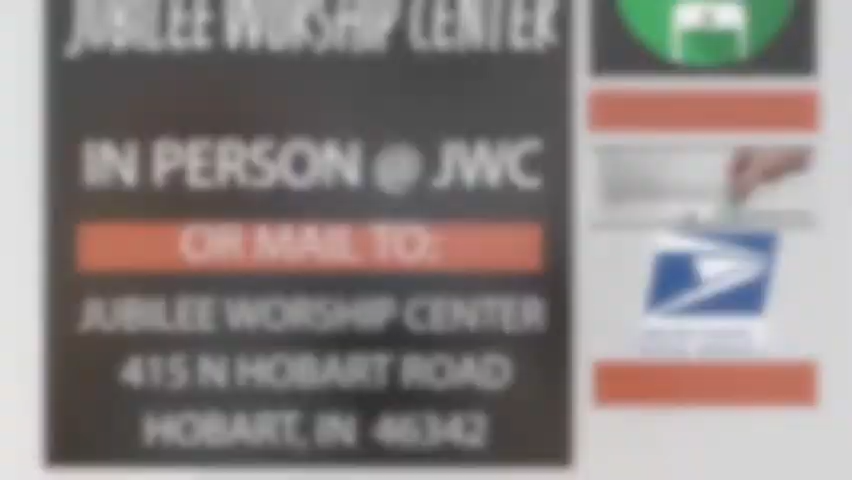 JUBILEE WORSHIP CENTER
IN PERSON @ JWC
OR MAIL TO:
JUBILEE WORSHIP CENTER
415 N HOBART ROAD
HOBART, IN 46342